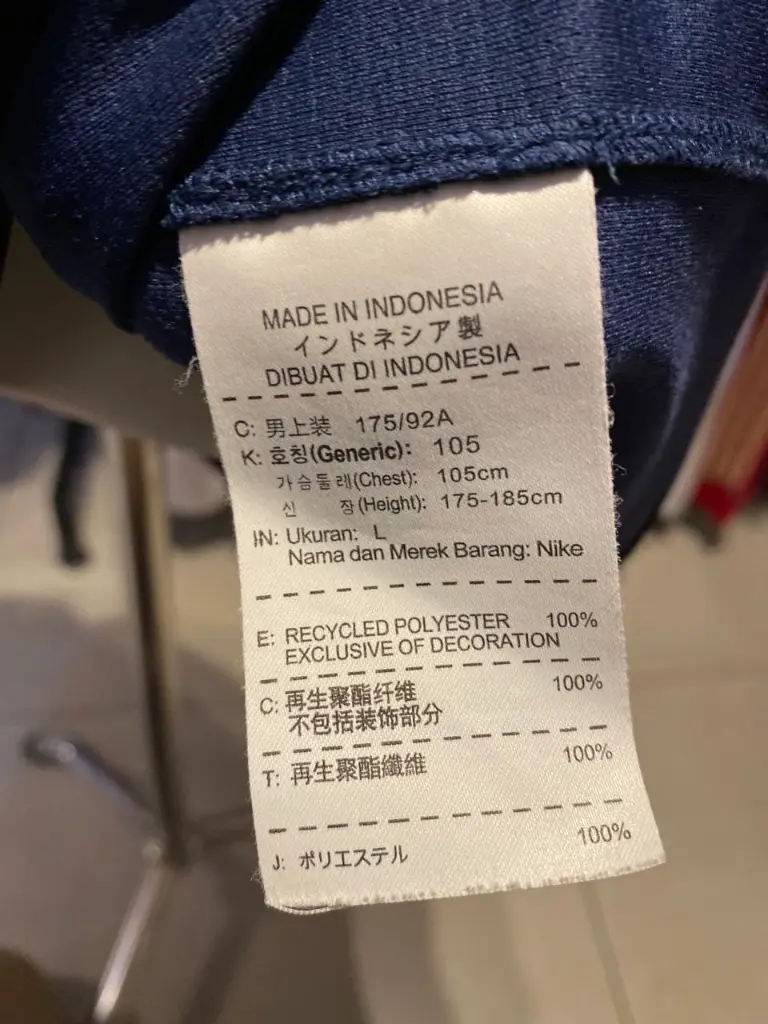 MADE IN INDONESIA
インドネシア製
DIBUAT DI INDONESIA
C: 男上装 175/92A
K: 호칭(Generic): 105
가슴둘레(Chest): 105cm
신 장(Height): 175-185cm
IN: Ukuran: L
Nama dan Merek Barang: Nike
E: RECYCLED POLYESTER 100%
EXCLUSIVE OF DECORATION
C: 再生聚酯纤维 100%
不包括装饰部分
T: 再生聚酯纖維 100%
J: ポリエステル 100%